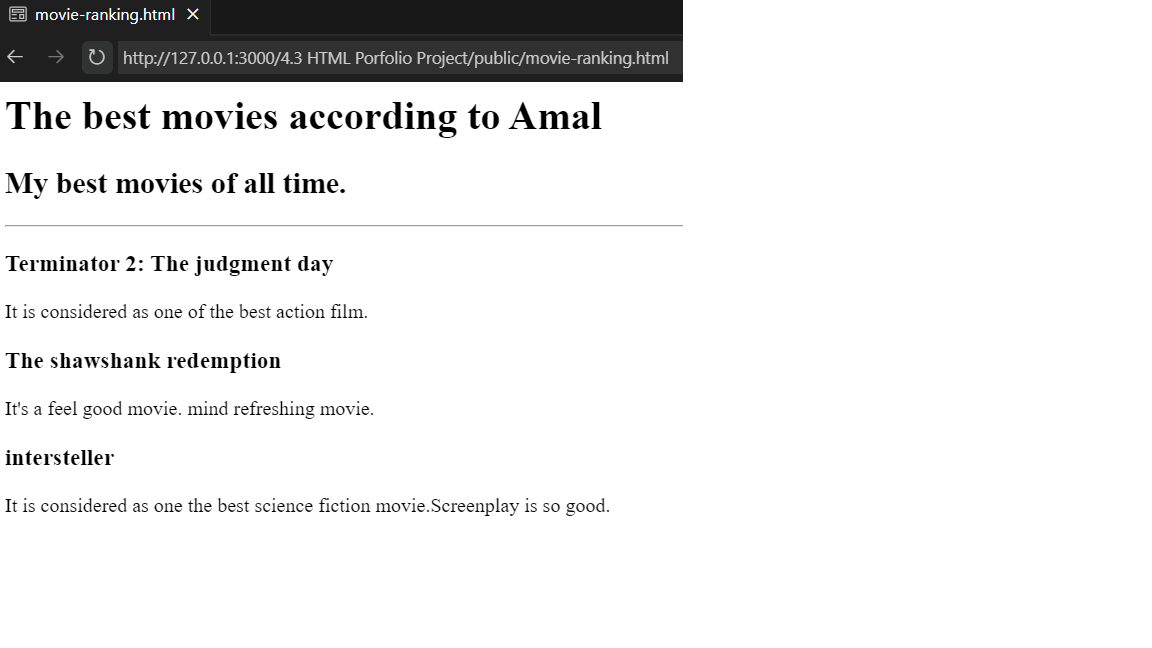 movie-ranking.html
http://127.0.0.1:3000/4.3 HTML Porfolio Project/public/movie-ranking.html
The best movies according to Amal
My best movies of all time.
Terminator 2: The judgment day
It is considered as one of the best action film.
The shawshank redemption
It's a feel good movie. mind refreshing movie.
intersteller
It is considered as one the best science fiction movie.Screenplay is so good.